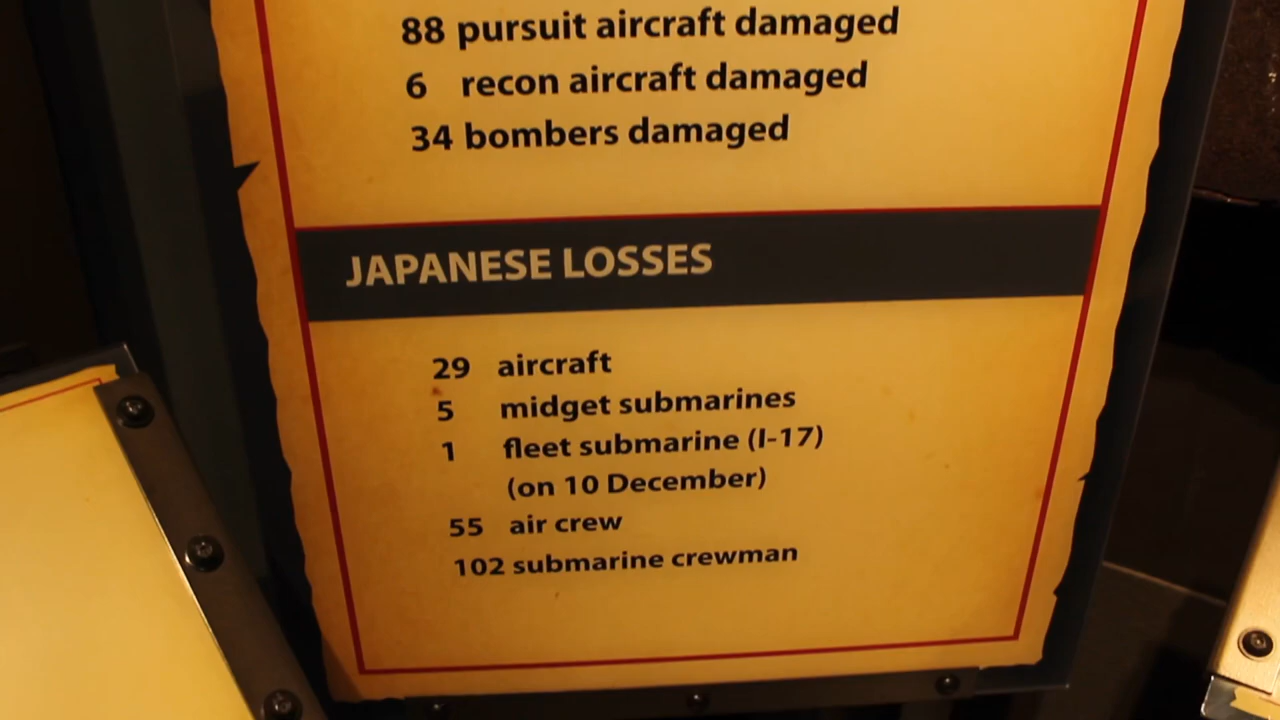 88 pursuit aircraft damaged
6 recon aircraft damaged
34 bombers damaged
JAPANESE LOSSES
29 aircraft
5 midget submarines
1 fleet submarine (I-17)
(on 10 December)
55 air crew
102 submarine crewman